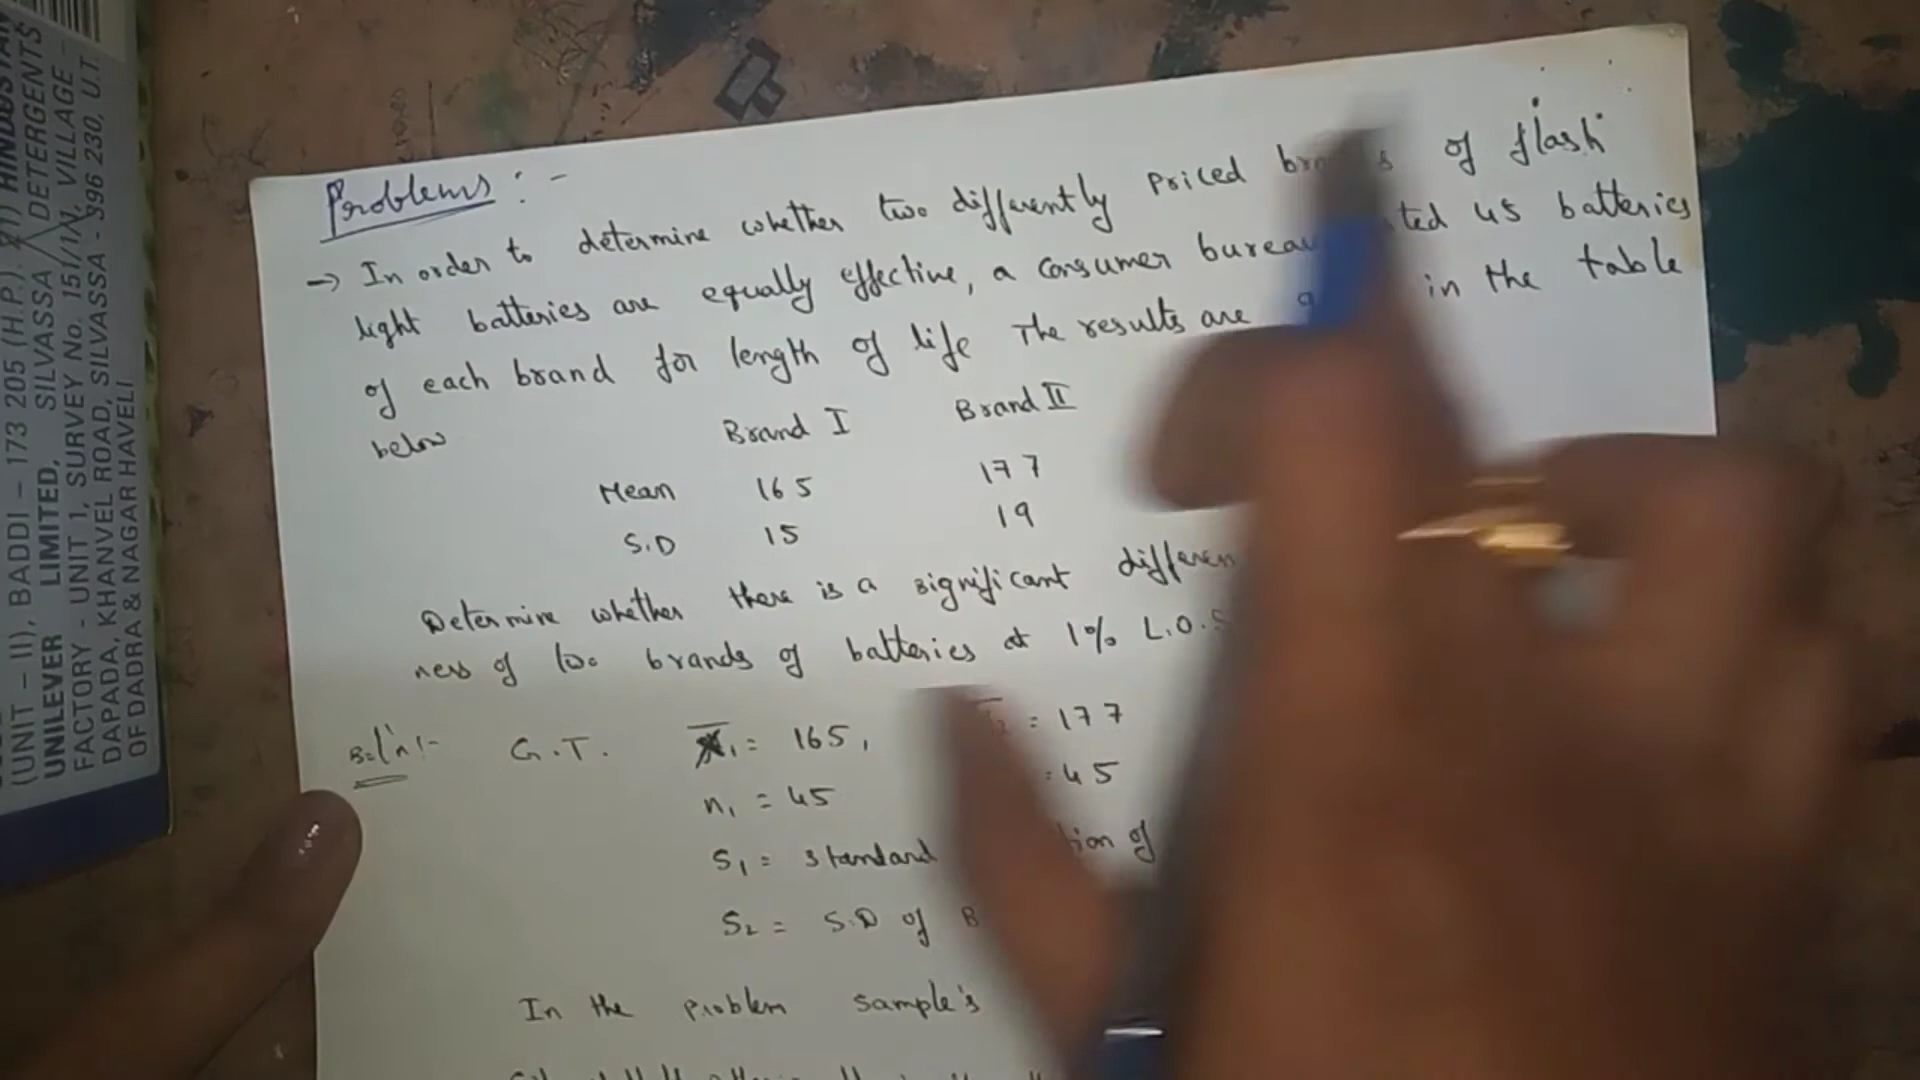 Problems :-
→ In order to determine whether two differently Priced of flash
light batteries are equally effective, a consumer bureau 45 batteries
of each brand for length of life The results are in the table
below
Brand I Brand II
Mean 165 177
S.D 15 19
Determine whether there is a significant
ness of two brands of batteries at 1% L.O.S
Sol'n:- G.T. X̅₁ = 165, = 177
n₁ = 45 = 45
S₁ = standard of
S₂ = S.D of B
In the problem sample's
(UNIT – II), BADDI – 173 205 (H.P.).
UNILEVER LIMITED, SILVASSA DETERGENTS
FACTORY - UNIT 1, SURVEY No. 151/1/1, VILLAGE -
DAPADA, KHANVEL ROAD, SILVASSA - 396 230, U.T.
OF DADRA & NAGAR HAVELI